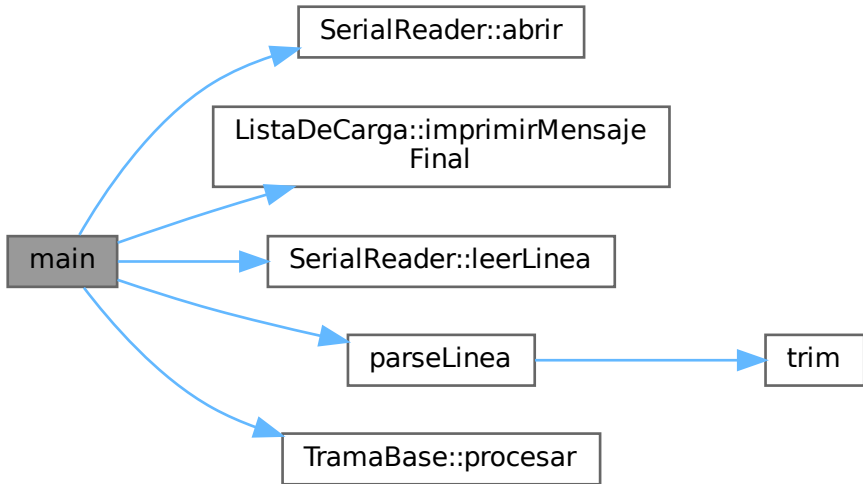 SerialReader::abrir
ListaDeCarga::imprimirMensaje
Final
main
SerialReader::leerLinea
parseLinea
trim
TramaBase::procesar